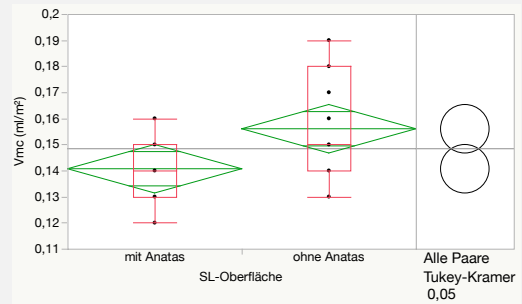 0,2
0,19
0,18
0,17
0,16
0,15
0,14
0,13
0,12
0,11
Vmc (ml/m²)
mit Anatas
ohne Anatas
SL-Oberfläche
Alle Paare
Tukey-Kramer
0,05